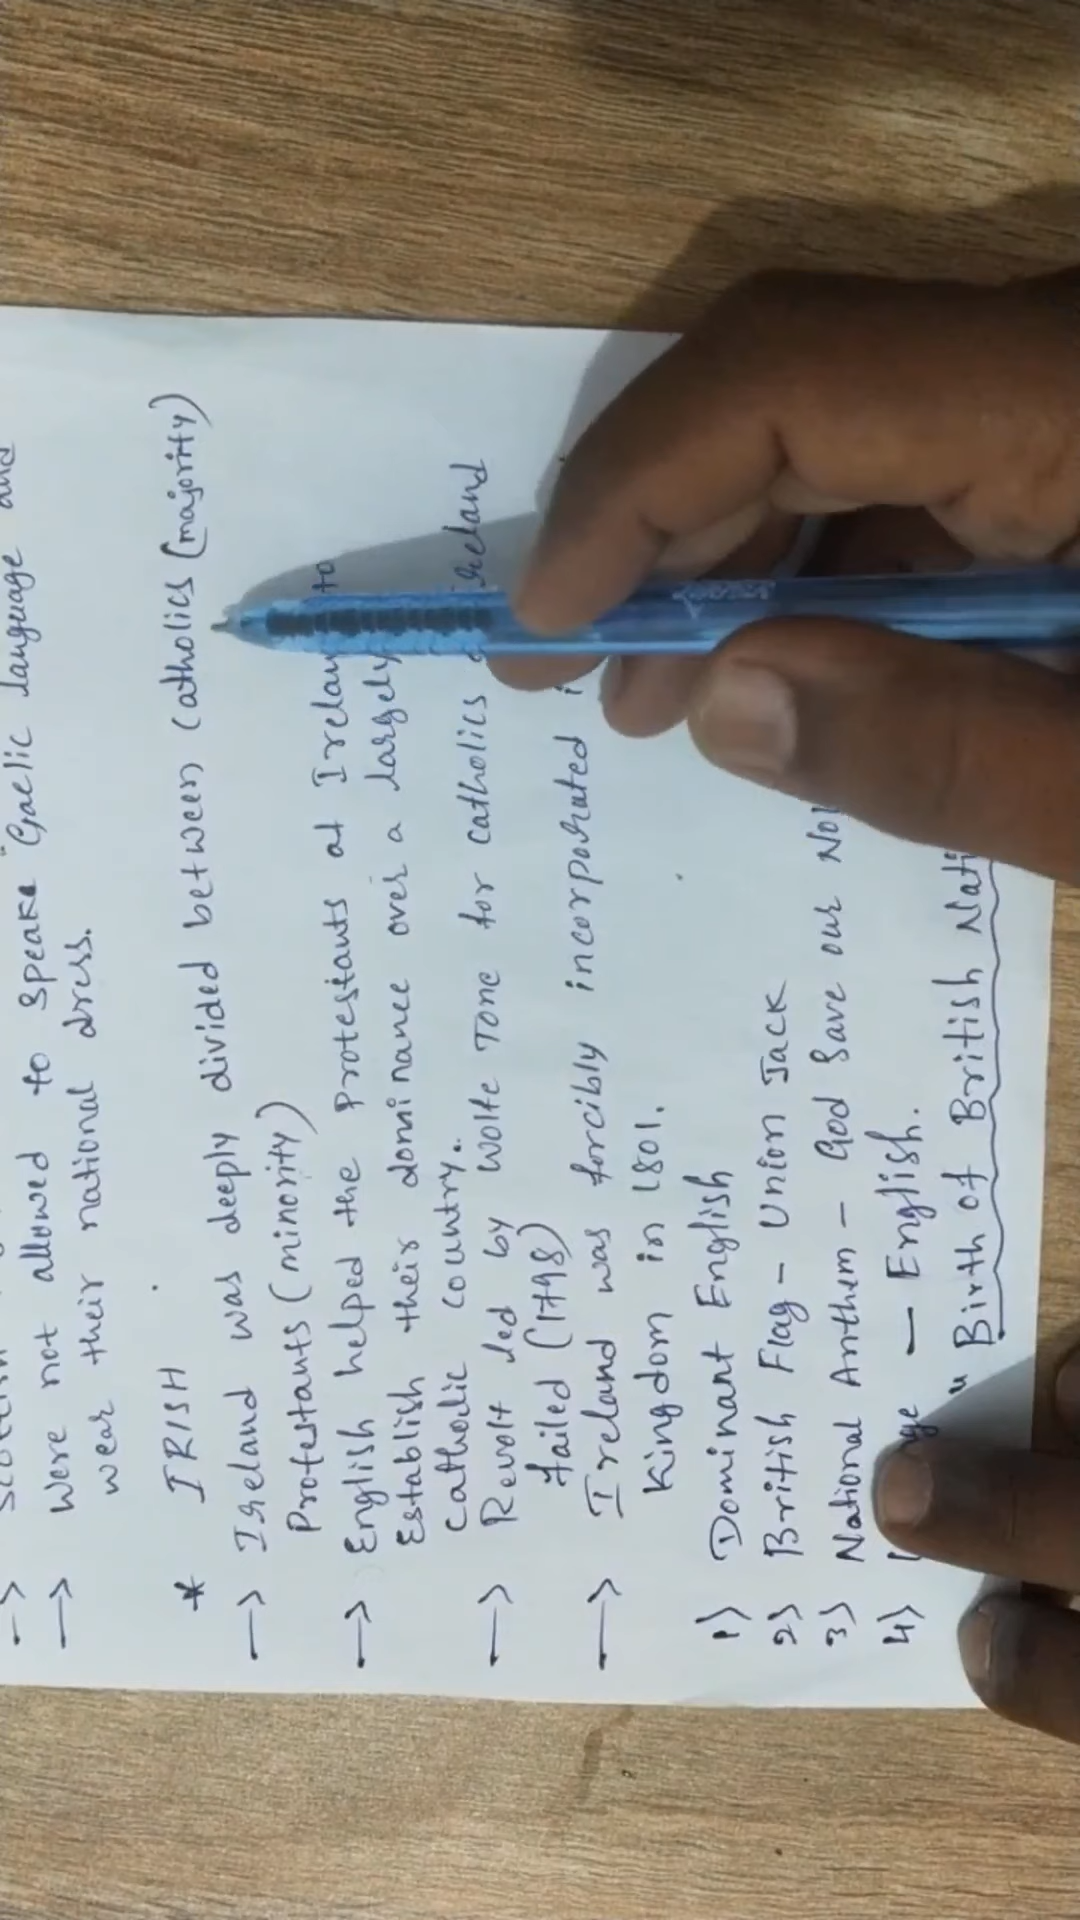 were not allowed to speak Gaelic language and
wear their national dress.
* IRISH
→ Ireland was deeply divided between Catholics (majority)
Protestants (minority)
→ English helped the Protestants at to
Establish their dominance over a largely
Catholic country.
→ Revolt led by Wolfe Tone for Catholics
failed (1798)
→ Ireland was forcibly incorporated
Kingdom in 1801.
1) Dominant English
2) British Flag - Union Jack
3) National Anthem - God Save our
4) - English.
" Birth of British